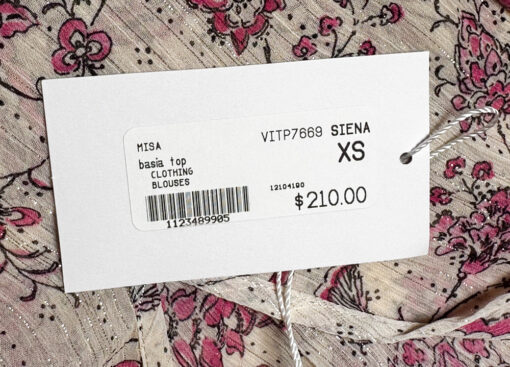 MISA
VITP7669 SIENA
XS
basia top
CLOTHING
BLOUSES
12104190
$210.00
1123489905